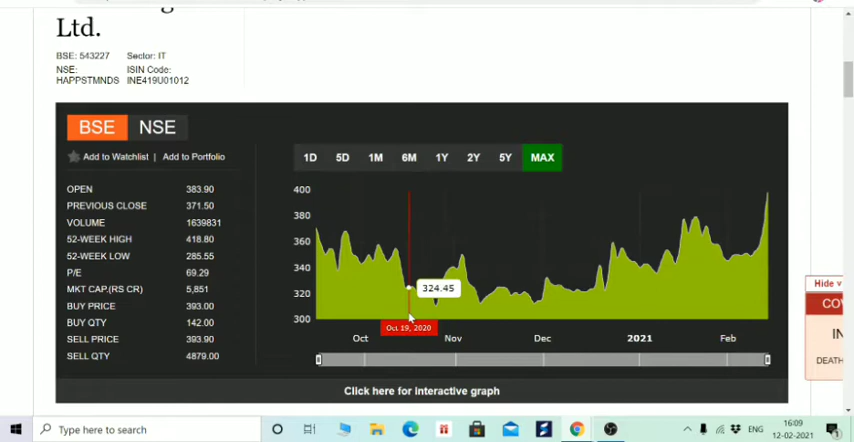 Ltd.
BSE: 543227 Sector: IT
NSE: ISIN Code:
HAPPSTMNDS INE419U01012
BSE NSE
Add to Watchlist | Add to Portfolio
1D 5D 1M 6M 1Y 2Y 5Y MAX
OPEN 383.90
PREVIOUS CLOSE 371.50
VOLUME 1639831
52-WEEK HIGH 418.80
52-WEEK LOW 285.55
P/E 69.29
MKT CAP.(RS CR) 5,851
BUY PRICE 393.00
BUY QTY 142.00
SELL PRICE 393.90
SELL QTY 4879.00
400
380
360
340
320
300
324.45
Oct 19, 2020
Oct Nov Dec 2021 Feb
Click here for interactive graph
Hide v
COV
IN
DEATH
Type here to search
ENG
16:09
12-02-2021